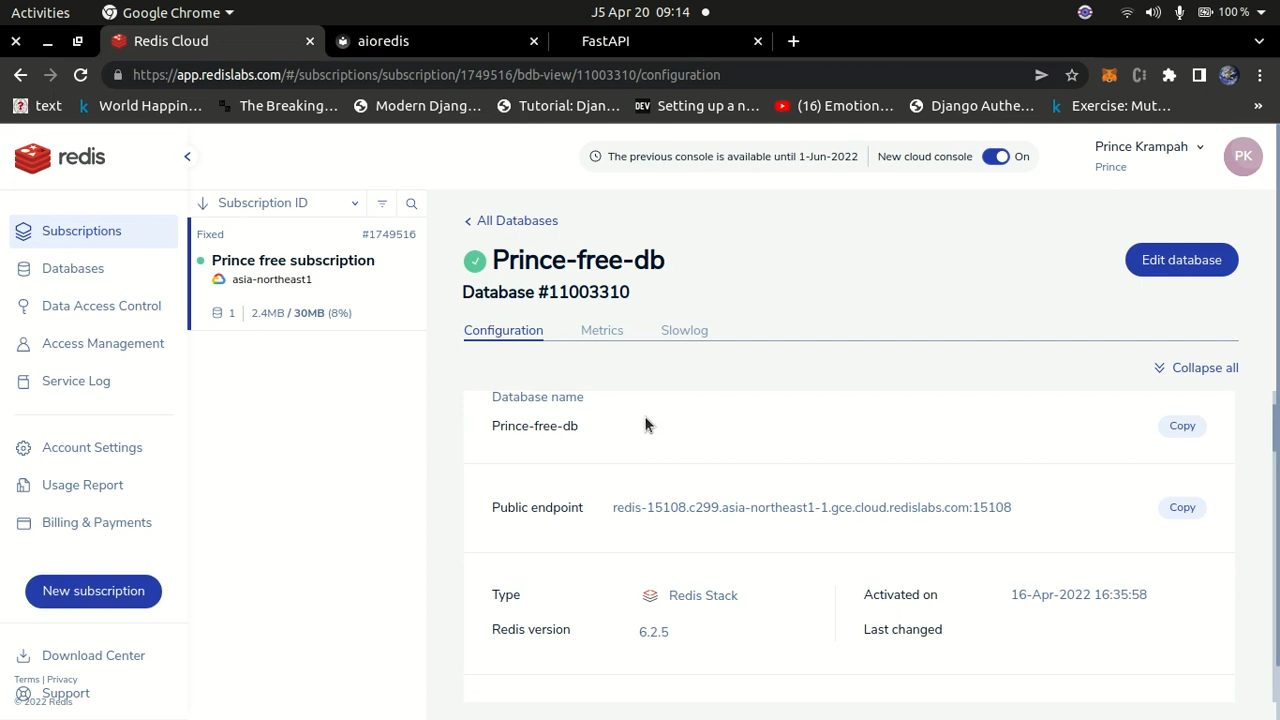 Activities
Google Chrome
J5 Apr 20 09:14
100 %
Redis Cloud
aioredis
FastAPI
https://app.redislabs.com/#/subscriptions/subscription/1749516/bdb-view/11003310/configuration
text
World Happin...
The Breaking...
Modern Djang...
Tutorial: Djan...
DEV
Setting up a n...
(16) Emotion...
Django Authe...
Exercise: Mut...
»
redis
The previous console is available until 1-Jun-2022
New cloud console
On
Prince Krampah
Prince
PK
Subscriptions
Databases
Data Access Control
Access Management
Service Log
Account Settings
Usage Report
Billing & Payments
New subscription
Download Center
Terms | Privacy
Support
© 2022 Redis
Subscription ID
Fixed
#1749516
Prince free subscription
asia-northeast1
1
2.4MB / 30MB (8%)
All Databases
Prince-free-db
Edit database
Database #11003310
Configuration
Metrics
Slowlog
Collapse all
Database name
Prince-free-db
Copy
Public endpoint
redis-15108.c299.asia-northeast1-1.gce.cloud.redislabs.com:15108
Copy
Type
Redis Stack
Activated on
16-Apr-2022 16:35:58
Redis version
6.2.5
Last changed